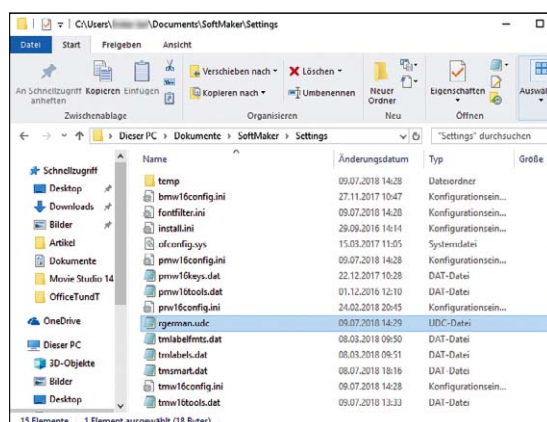 C:\Users\ \Documents\SoftMaker\Settings
Datei Start Freigeben Ansicht
An Schnellzugriff anheften Kopieren Einfügen
Verschieben nach Löschen
Kopieren nach Umbenennen
Neuer Ordner
Eigenschaften
Auswä
Zwischenablage Organisieren Neu Öffnen
Dieser PC Dokumente SoftMaker Settings "Settings" durchsuchen
Name Änderungsdatum Typ Größe
Schnellzugriff
Desktop
Downloads
Bilder
Artikel
Dokumente
Movie Studio 14
OfficeTundT
OneDrive
Dieser PC
3D-Objekte
Bilder
Desktop
temp 09.07.2018 14:28 Dateiordner
bmw16config.ini 27.11.2017 10:47 Konfigurationsein...
fontfilter.ini 09.07.2018 14:28 Konfigurationsein...
install.ini 29.09.2016 14:14 Konfigurationsein...
ofconfig.sys 15.03.2017 11:05 Systemdatei
pmw16config.ini 09.07.2018 14:28 Konfigurationsein...
pmw16keys.dat 22.12.2017 10:28 DAT-Datei
pmw16tools.dat 01.12.2016 12:10 DAT-Datei
prw16config.ini 24.02.2018 20:45 Konfigurationsein...
rgerman.udc 09.07.2018 14:29 UDC-Datei
tmlabelfmts.dat 08.03.2018 09:50 DAT-Datei
tmlabels.dat 08.03.2018 09:51 DAT-Datei
tmsmart.dat 08.07.2018 18:16 DAT-Datei
tmw16config.ini 09.07.2018 14:28 Konfigurationsein...
tmw16tools.dat 09.07.2018 13:33 DAT-Datei
15 Elemente 1 Element ausgewählt (18 Bytes)